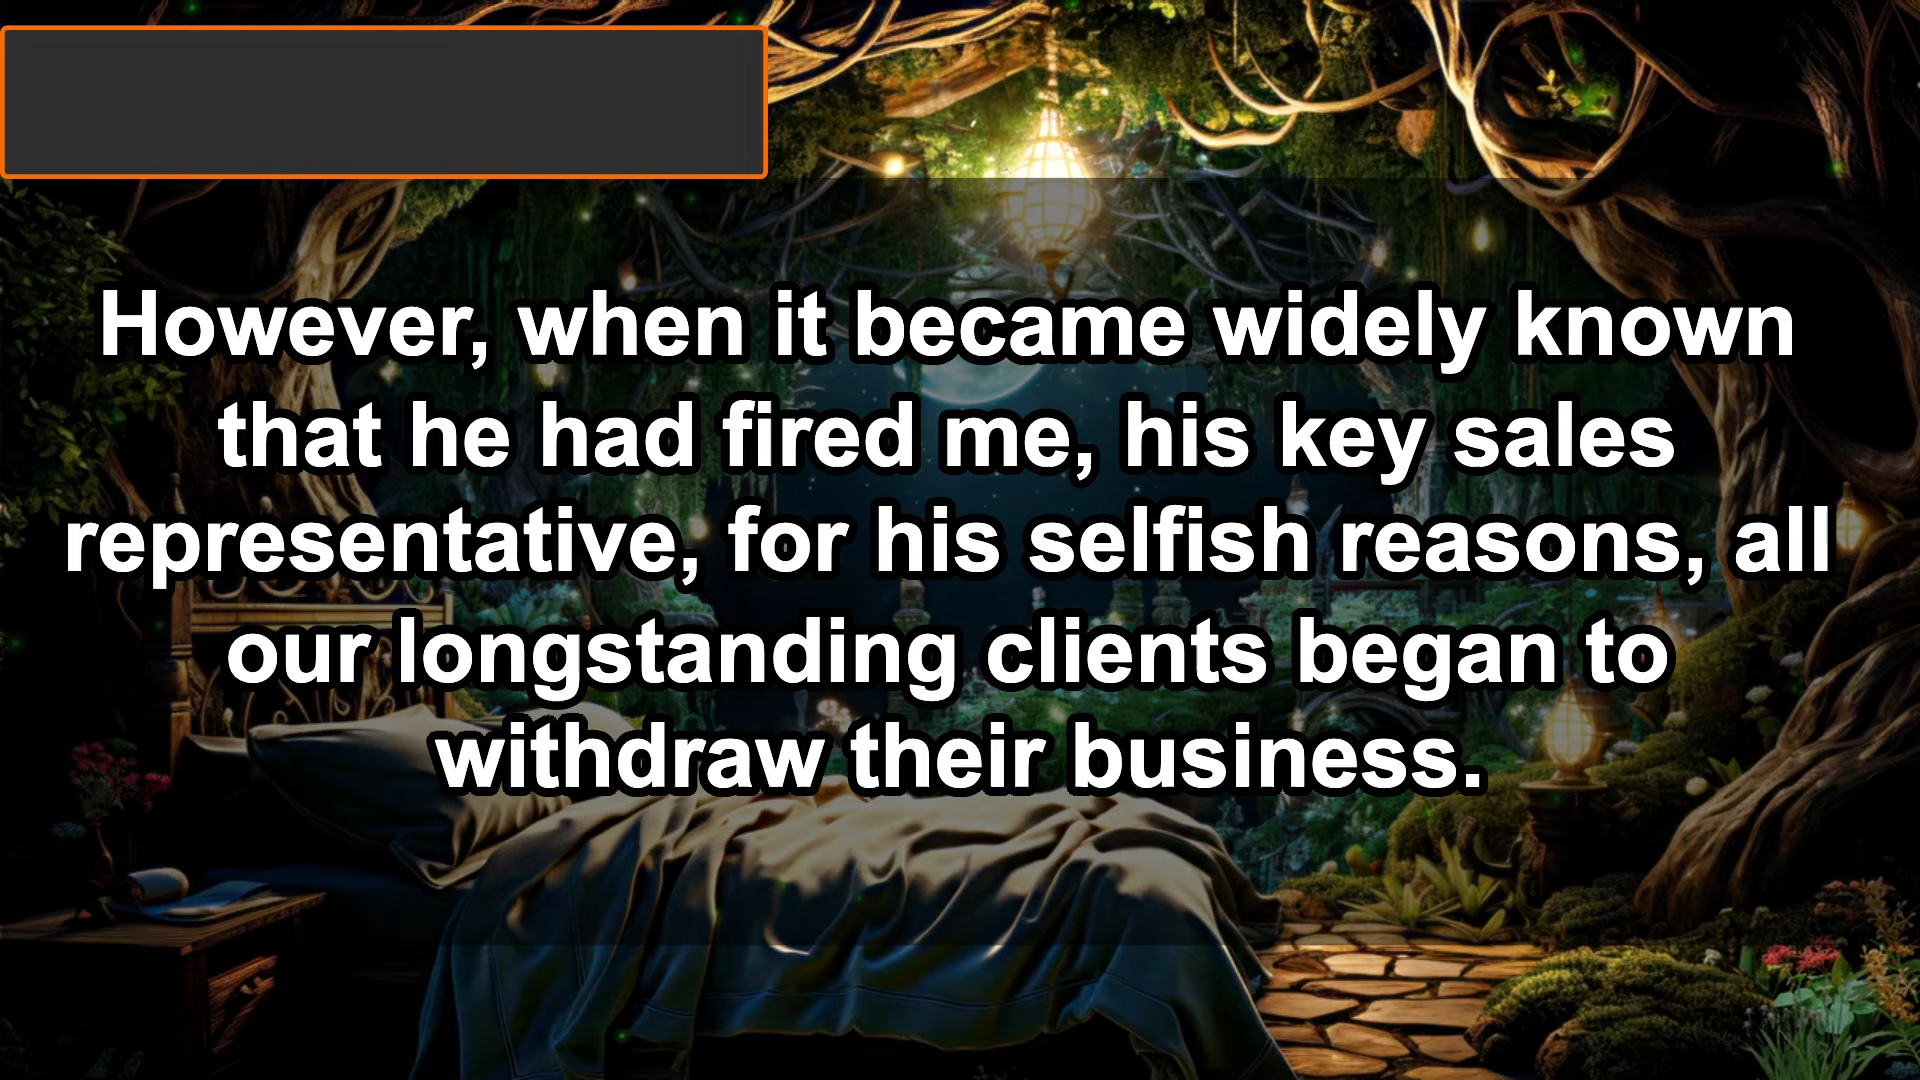 However, when it became widely known
that he had fired me, his key sales
representative, for his selfish reasons, all
our longstanding clients began to
withdraw their business.